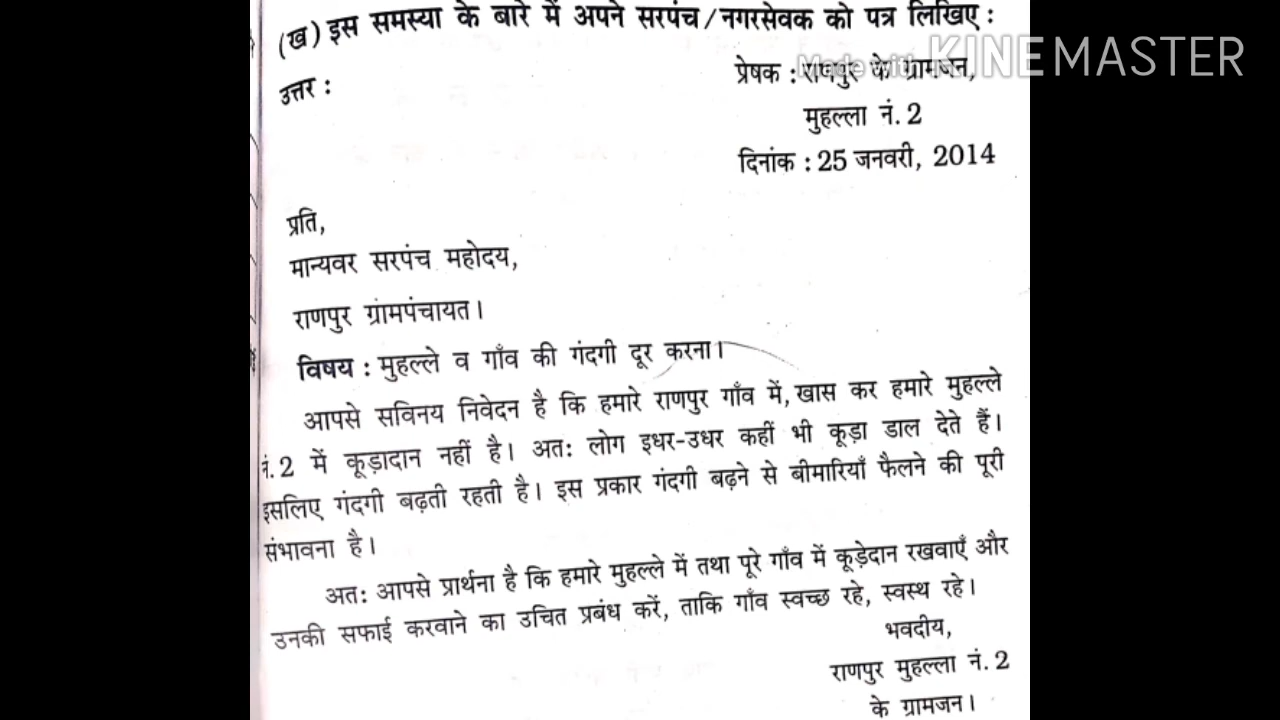 (ख) इस समस्या के बारे में अपने सरपंच/नगरसेवक को पत्र लिखिए :
उत्तर :
Made with KINEMASTER
प्रेषक : राणपुर के ग्रामजन,
मुहल्ला नं. 2
दिनांक : 25 जनवरी, 2014
प्रति,
मान्यवर सरपंच महोदय,
राणपुर ग्रामपंचायत।
विषय : मुहल्ले व गाँव की गंदगी दूर करना।
आपसे सविनय निवेदन है कि हमारे राणपुर गाँव में, खास कर हमारे मुहल्ले
नं. 2 में कूड़ादान नहीं है। अतः लोग इधर-उधर कहीं भी कूड़ा डाल देते हैं।
इसलिए गंदगी बढ़ती रहती है। इस प्रकार गंदगी बढ़ने से बीमारियाँ फैलने की पूरी
संभावना है।
अतः आपसे प्रार्थना है कि हमारे मुहल्ले में तथा पूरे गाँव में कूड़ेदान रखवाएँ और
उनकी सफाई करवाने का उचित प्रबंध करें, ताकि गाँव स्वच्छ रहे, स्वस्थ रहे।
भवदीय,
राणपुर मुहल्ला नं. 2
के ग्रामजन।